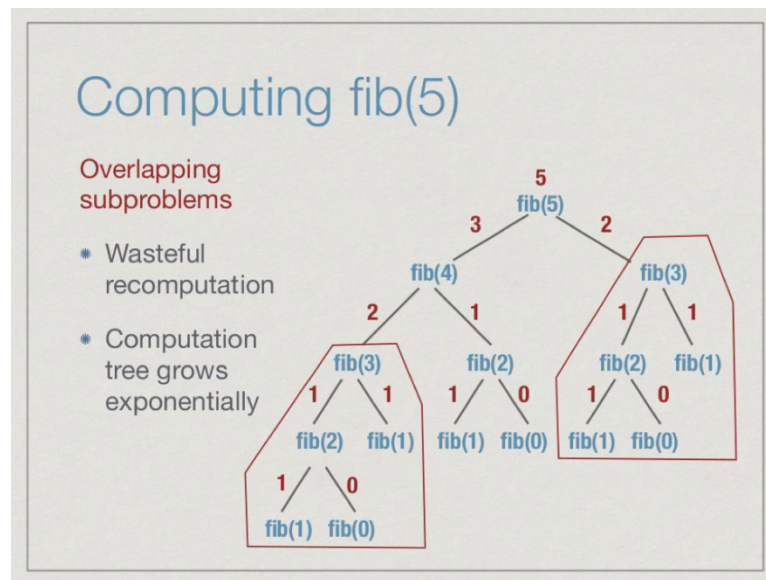 Computing fib(5)
Overlapping
subproblems
Wasteful
recomputation
Computation
tree grows
exponentially
5
fib(5)
3 2
fib(4) fib(3)
2 1 1 1
fib(3) fib(2) fib(2) fib(1)
1 1 1 0 1 0
fib(2) fib(1) fib(1) fib(0) fib(1) fib(0)
1 0
fib(1) fib(0)